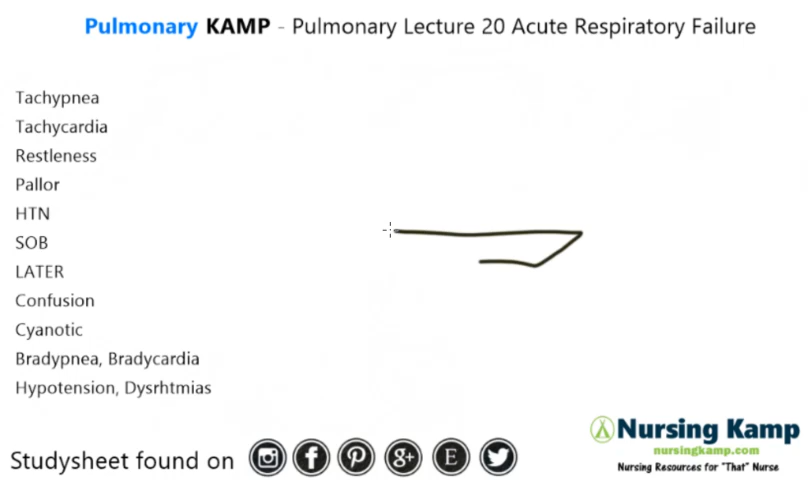 Pulmonary KAMP - Pulmonary Lecture 20 Acute Respiratory Failure
Tachypnea
Tachycardia
Restleness
Pallor
HTN
SOB
LATER
Confusion
Cyanotic
Bradypnea, Bradycardia
Hypotension, Dysrhtmias
Studysheet found on
g+ E
Nursing Kamp
nursingkamp.com
Nursing Resources for "That" Nurse